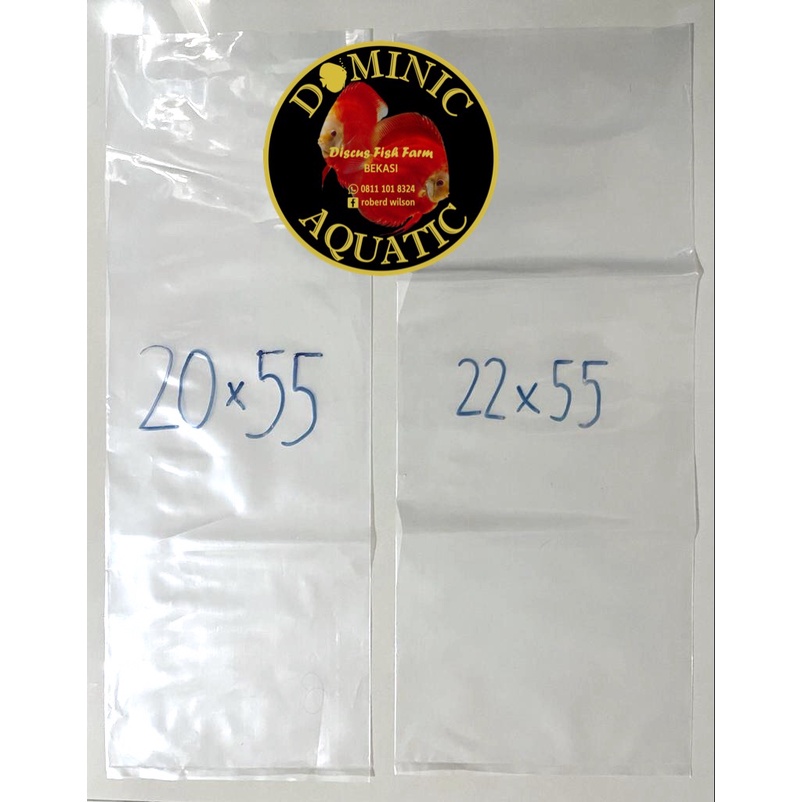 DOMINIC
Discus Fish Farm
BEKASI
0811 101 8324
roberd wilson
AQUATIC
20x55
22x55